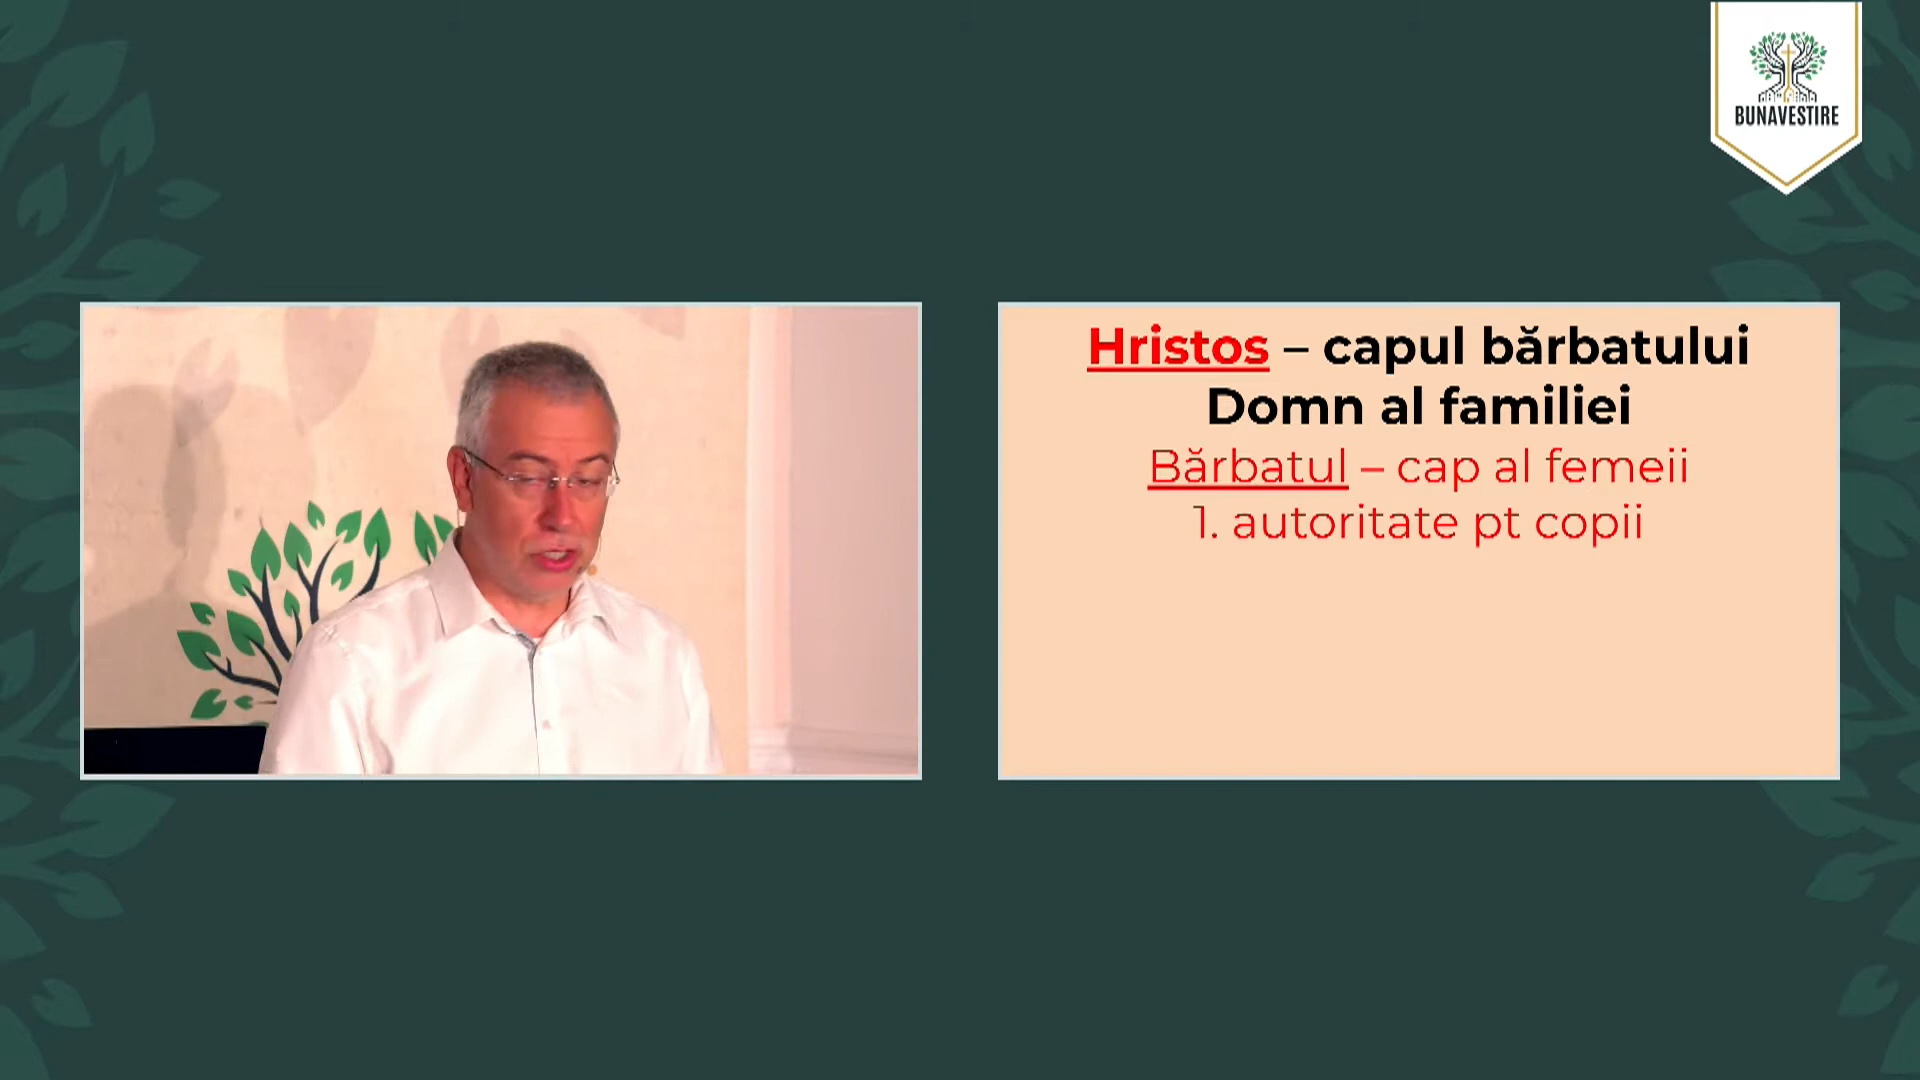 BUNAVESTIRE
Hristos – capul bărbatului
Domn al familiei
Bărbatul – cap al femeii
1. autoritate pt copii